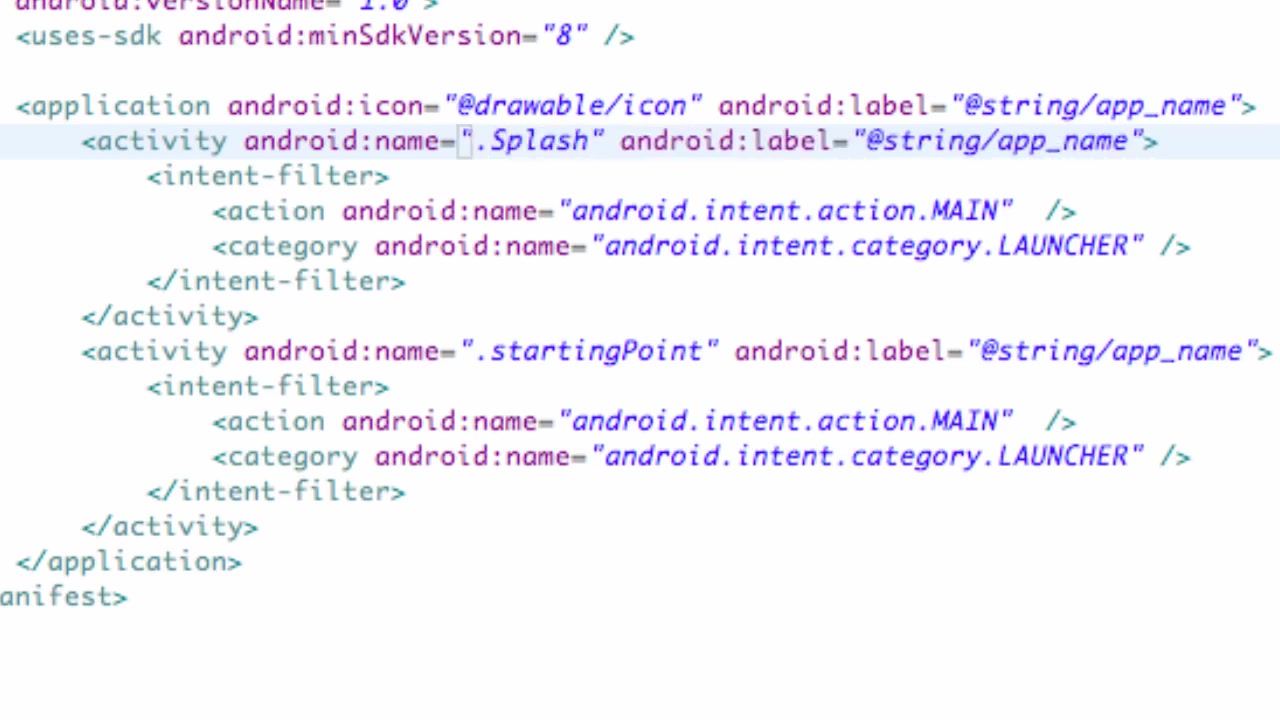 android:versionName="1.0">
<uses-sdk android:minSdkVersion="8" />
<application android:icon="@drawable/icon" android:label="@string/app_name">
<activity android:name=".Splash" android:label="@string/app_name">
<intent-filter>
<action android:name="android.intent.action.MAIN"  />
<category android:name="android.intent.category.LAUNCHER" />
</intent-filter>
</activity>
<activity android:name=".startingPoint" android:label="@string/app_name">
<intent-filter>
<action android:name="android.intent.action.MAIN"  />
<category android:name="android.intent.category.LAUNCHER" />
</intent-filter>
</activity>
</application>
anifest>